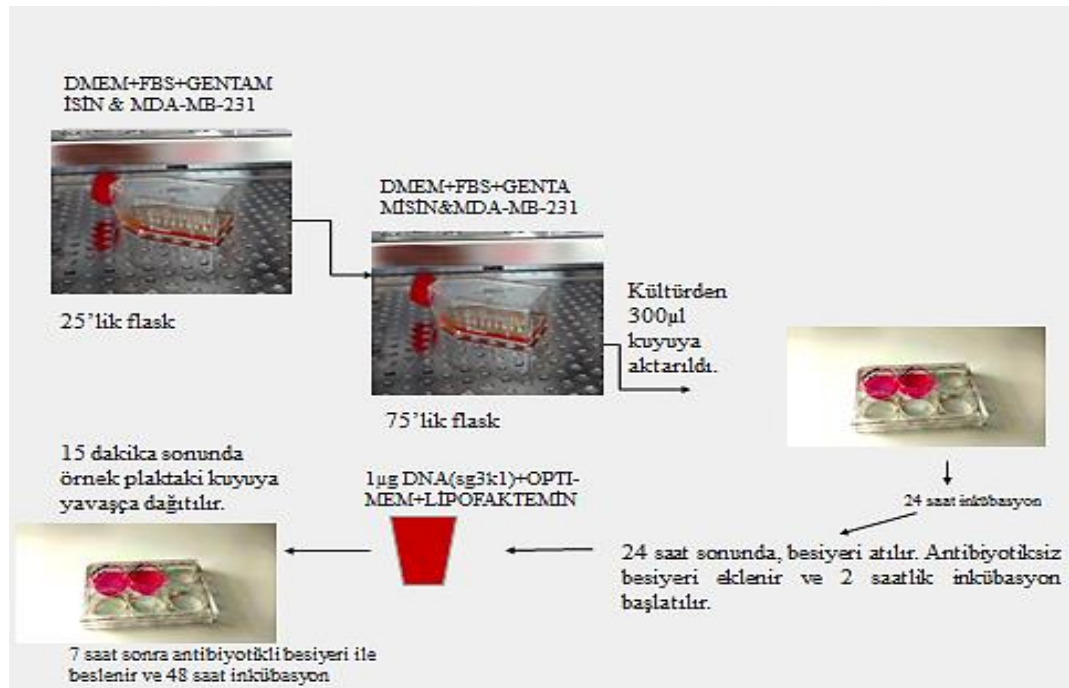 DMEM+FBS+GENTAM
İSİN & MDA-MB-231
25'lik flask
DMEM+FBS+GENTA
MİSİN&MDA-MB-231
75'lik flask
Kültürden
300µl
kuyuya
aktarıldı.
24 saat inkübasyon
24 saat sonunda, besiyeri atılır. Antibiyotiksiz
besiyeri eklenir ve 2 saatlik inkübasyon
başlatılır.
1µg DNA(sg3k1)+OPTI-
MEM+LİPOFAKTEMİN
15 dakika sonunda
örnek plaktaki kuyuya
yavaşça dağıtılır.
7 saat sonra antibiyotikli besiyeri ile
beslenir ve 48 saat inkübasyon